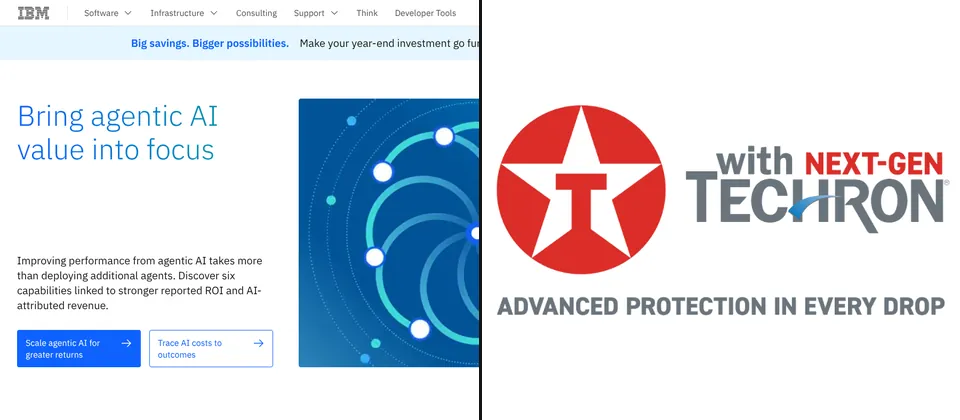 IBM
Software Infrastructure Consulting Support Think Developer Tools
Big savings. Bigger possibilities. Make your year-end investment go fur
Bring agentic AI
value into focus
Improving performance from agentic AI takes more
than deploying additional agents. Discover six
capabilities linked to stronger reported ROI and AI-
attributed revenue.
Scale agentic AI for
greater returns
Trace AI costs to
outcomes
T
with NEXT-GEN
TECHRON®
ADVANCED PROTECTION IN EVERY DROP